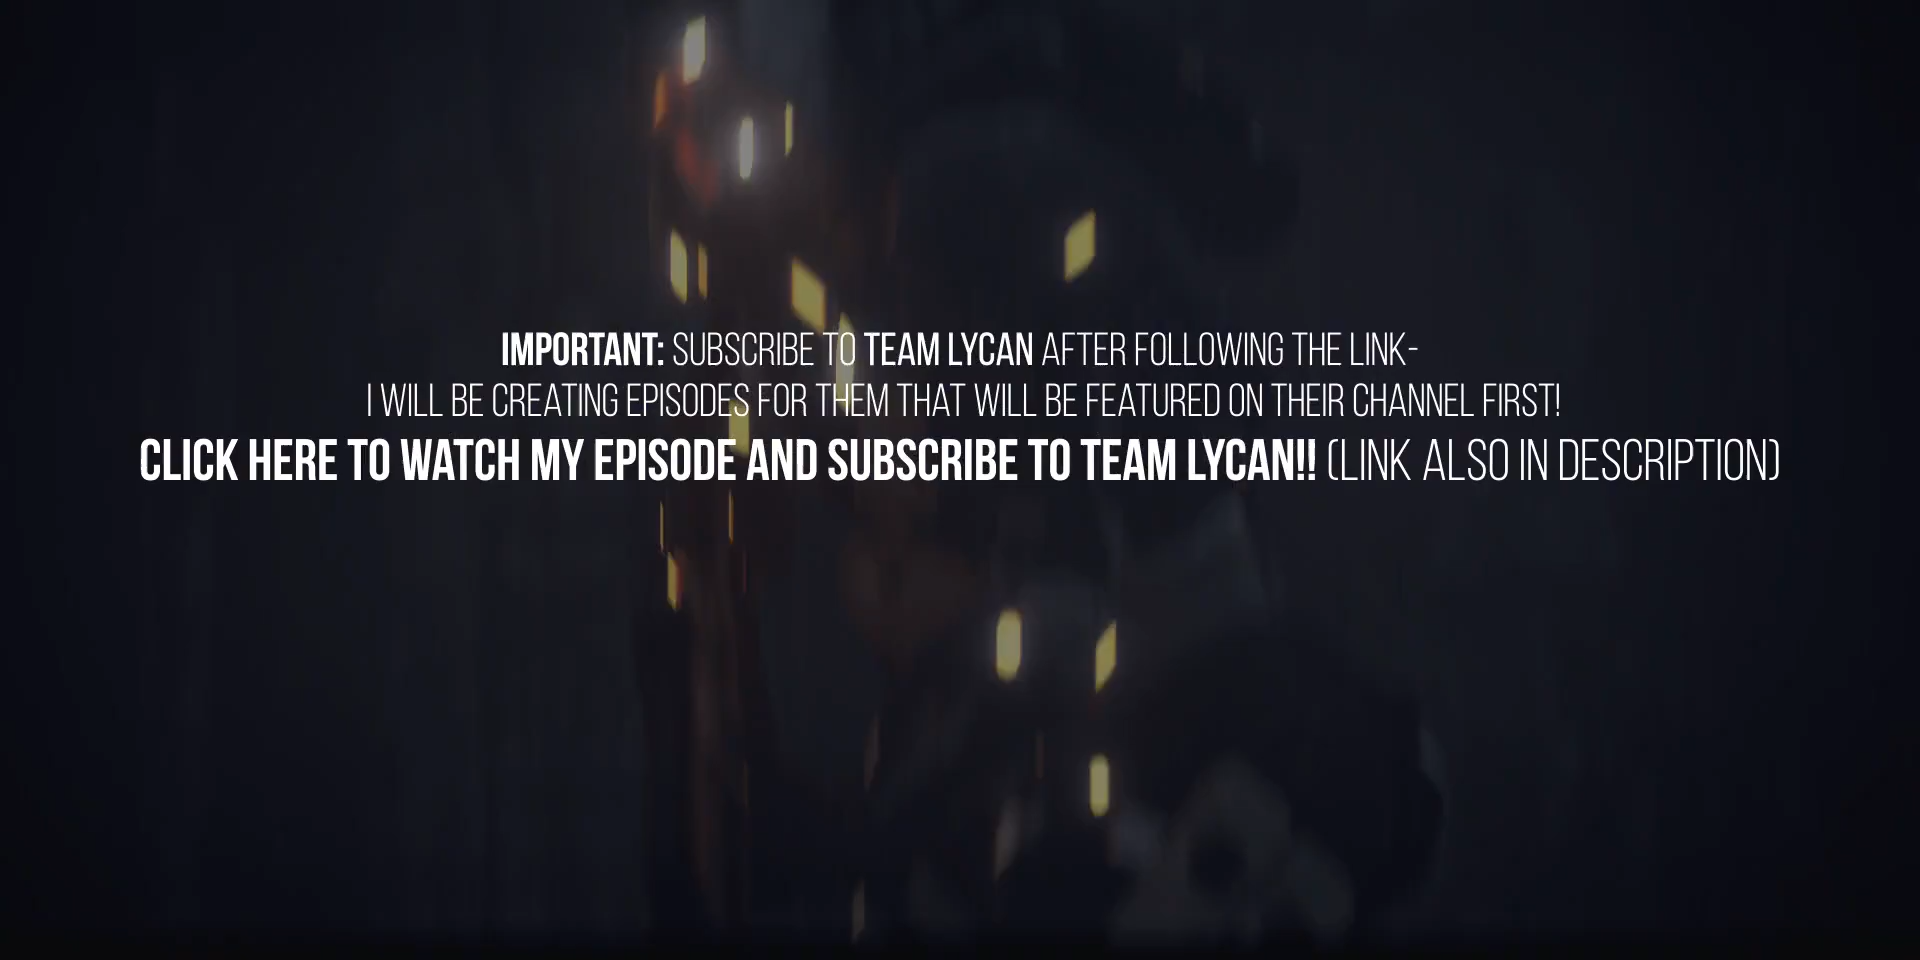 IMPORTANT: SUBSCRIBE TO TEAM LYCAN AFTER FOLLOWING THE LINK-
I WILL BE CREATING EPISODES FOR THEM THAT WILL BE FEATURED ON THEIR CHANNEL FIRST!
CLICK HERE TO WATCH MY EPISODE AND SUBSCRIBE TO TEAM LYCAN!! (LINK ALSO IN DESCRIPTION)